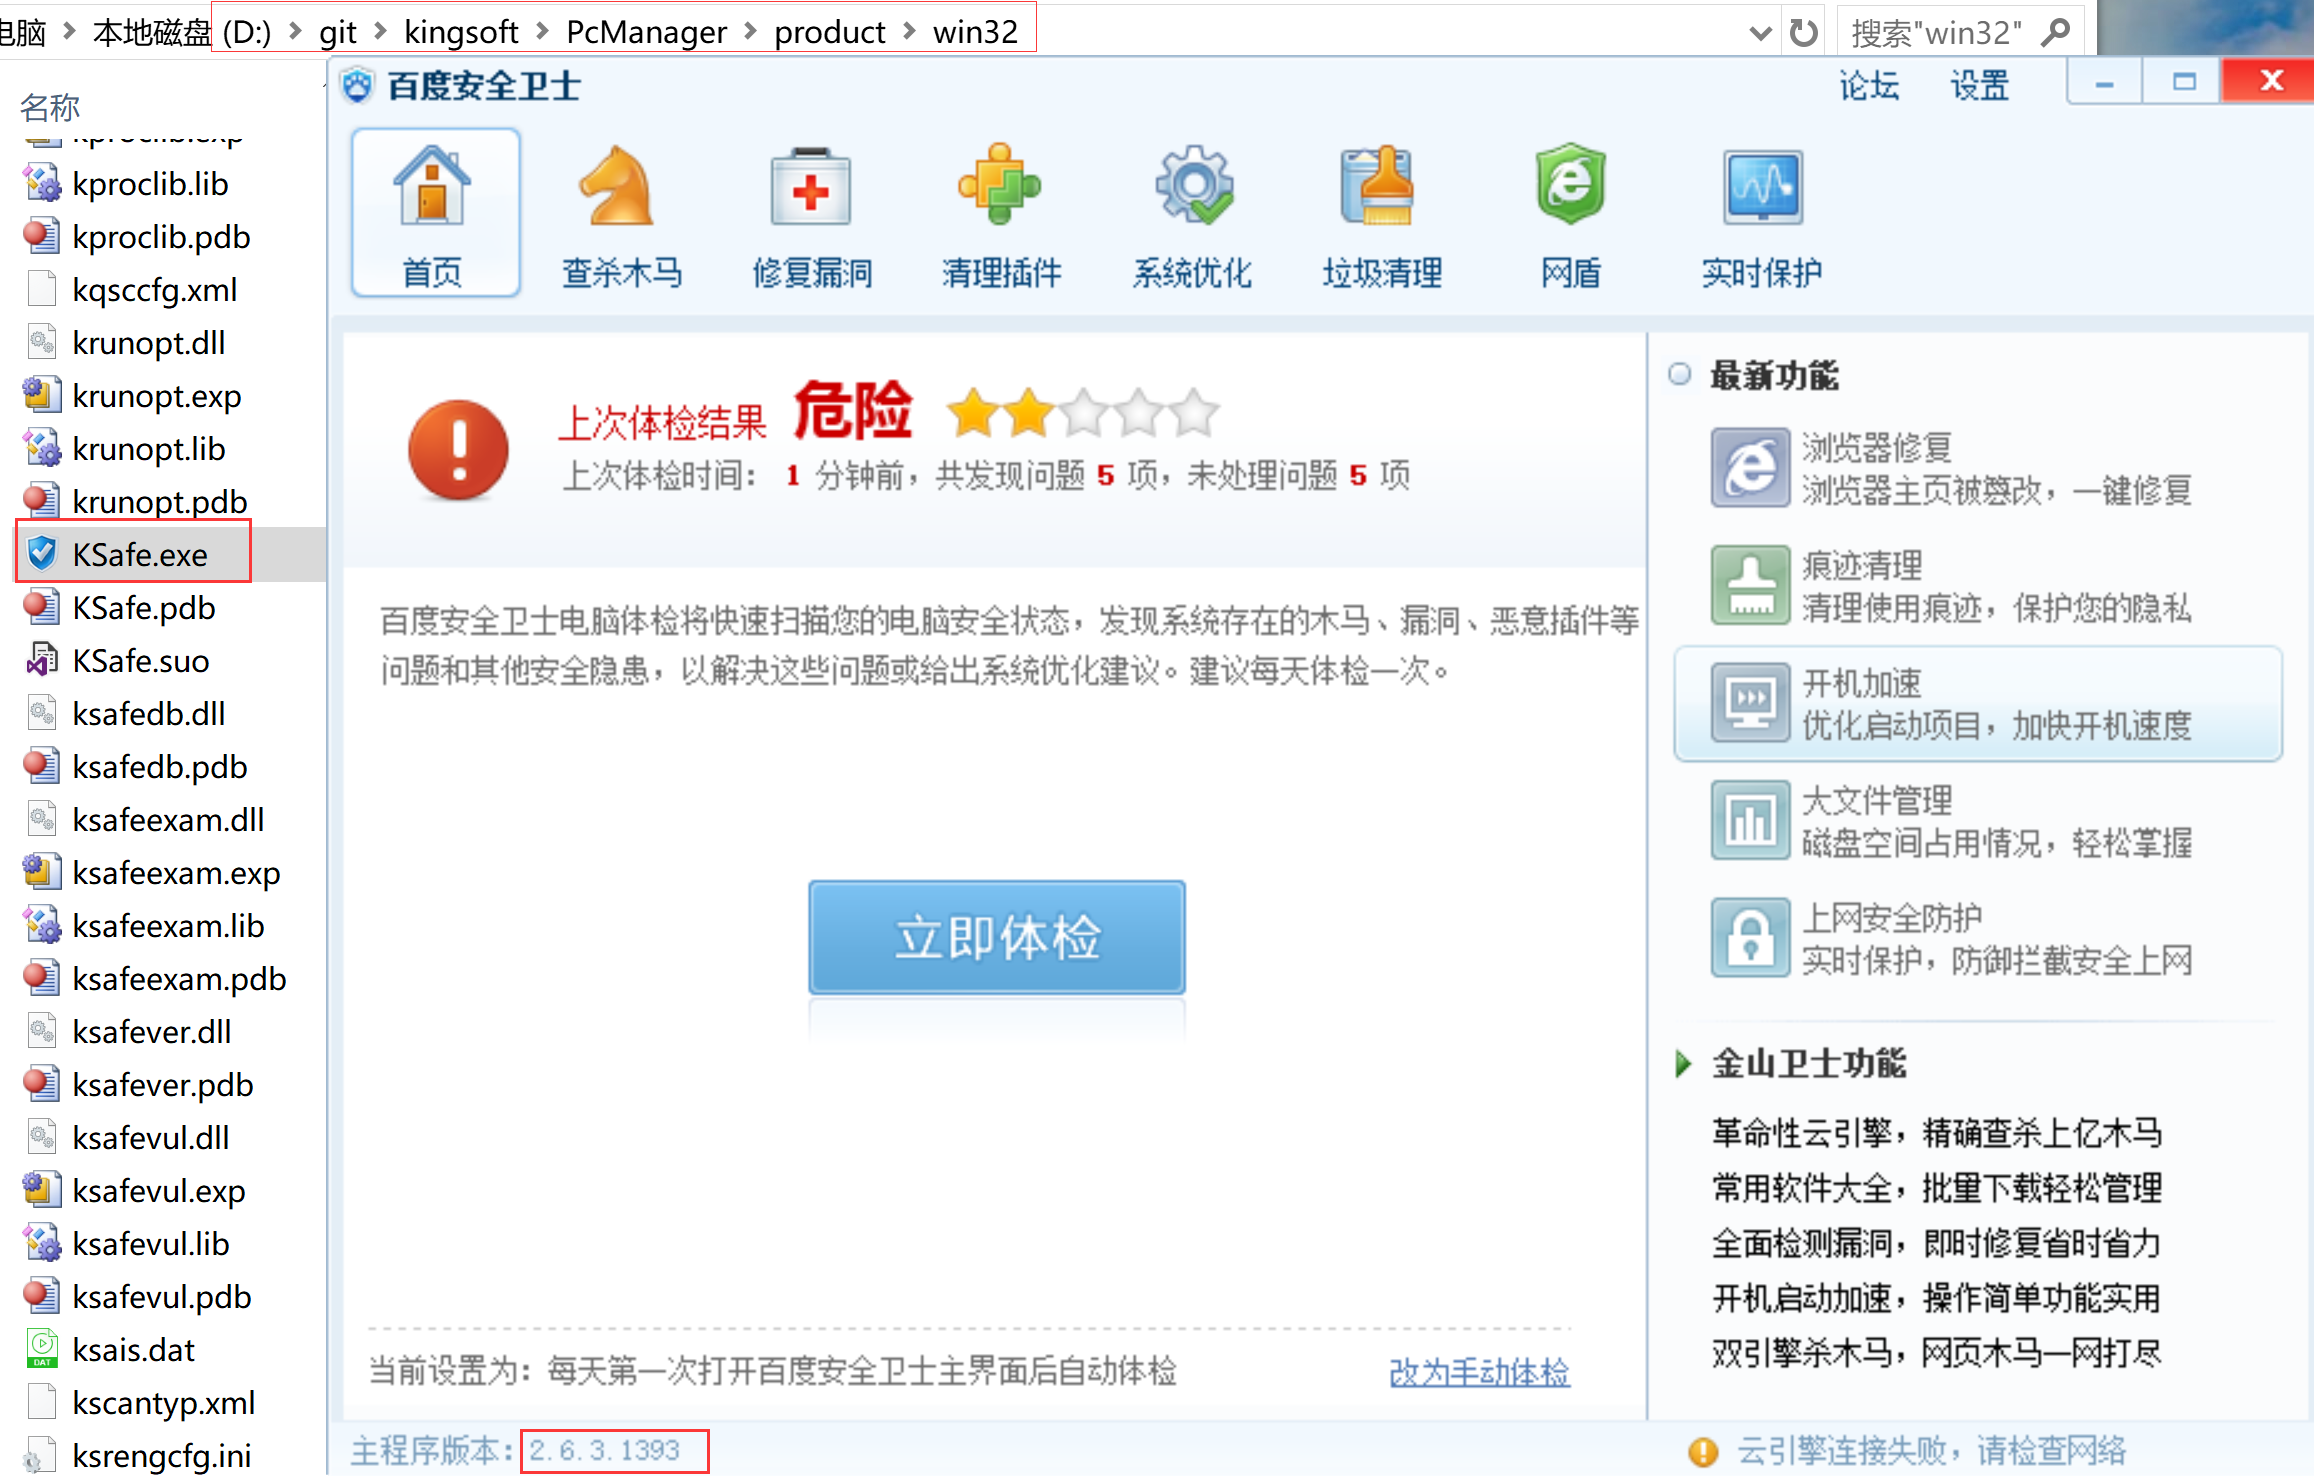 电脑 › 本地磁盘 (D:) › git › kingsoft › PcManager › product › win32
搜索"win32"
名称
kproclib.exp
kproclib.lib
kproclib.pdb
kqsccfg.xml
krunopt.dll
krunopt.exp
krunopt.lib
krunopt.pdb
KSafe.exe
KSafe.pdb
KSafe.suo
ksafedb.dll
ksafedb.pdb
ksafeexam.dll
ksafeexam.exp
ksafeexam.lib
ksafeexam.pdb
ksafever.dll
ksafever.pdb
ksafevul.dll
ksafevul.exp
ksafevul.lib
ksafevul.pdb
DAT
ksais.dat
kscantyp.xml
ksrengcfg.ini
百度安全卫士
论坛 设置
首页 查杀木马 修复漏洞 清理插件 系统优化 垃圾清理 网盾 实时保护
上次体检结果 危险
上次体检时间: 1 分钟前，共发现问题 5 项，未处理问题 5 项
百度安全卫士电脑体检将快速扫描您的电脑安全状态，发现系统存在的木马、漏洞、恶意插件等
问题和其他安全隐患，以解决这些问题或给出系统优化建议。建议每天体检一次。
立即体检
当前设置为: 每天第一次打开百度安全卫士主界面后自动体检
改为手动体检
最新功能
浏览器修复
浏览器主页被篡改，一键修复
痕迹清理
清理使用痕迹，保护您的隐私
开机加速
优化启动项目，加快开机速度
大文件管理
磁盘空间占用情况，轻松掌握
上网安全防护
实时保护，防御拦截安全上网
金山卫士功能
革命性云引擎，精确查杀上亿木马
常用软件大全，批量下载轻松管理
全面检测漏洞，即时修复省时省力
开机启动加速，操作简单功能实用
双引擎杀木马，网页木马一网打尽
主程序版本: 2.6.3.1393
云引擎连接失败，请检查网络